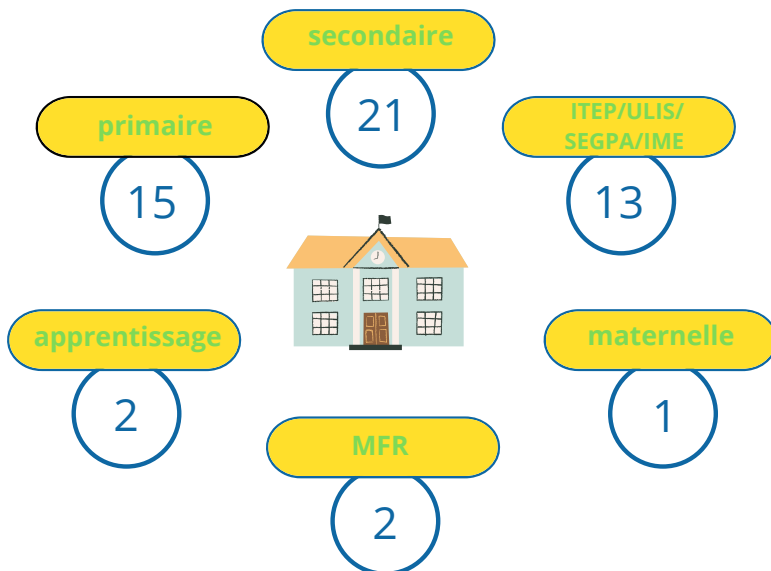 secondaire
21
primaire
15
ITEP/ULIS/
SEGPA/IME
13
apprentissage
2
maternelle
1
MFR
2